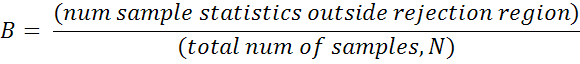 B = (num sample statistics outside rejection region) / (total num of samples, N)